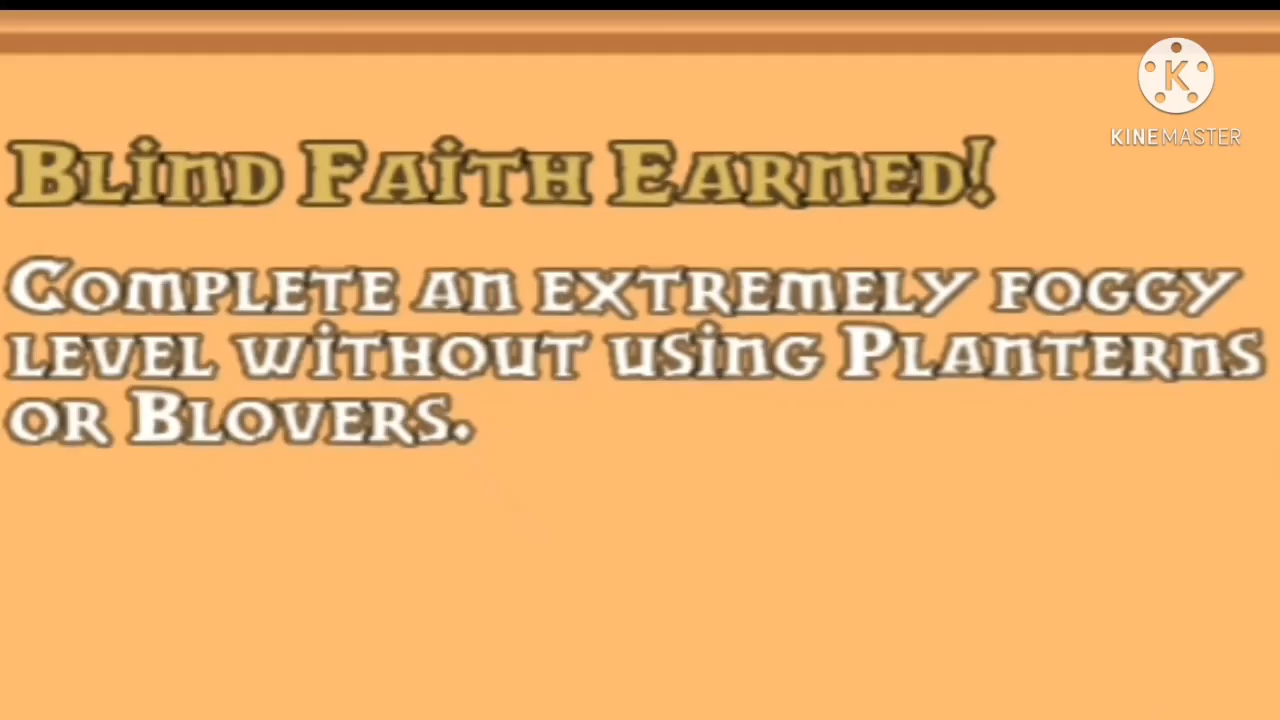 K
KINEMASTER
Blind Faith Earned!
Complete an extremely foggy
level without using Planterns
or Blovers.